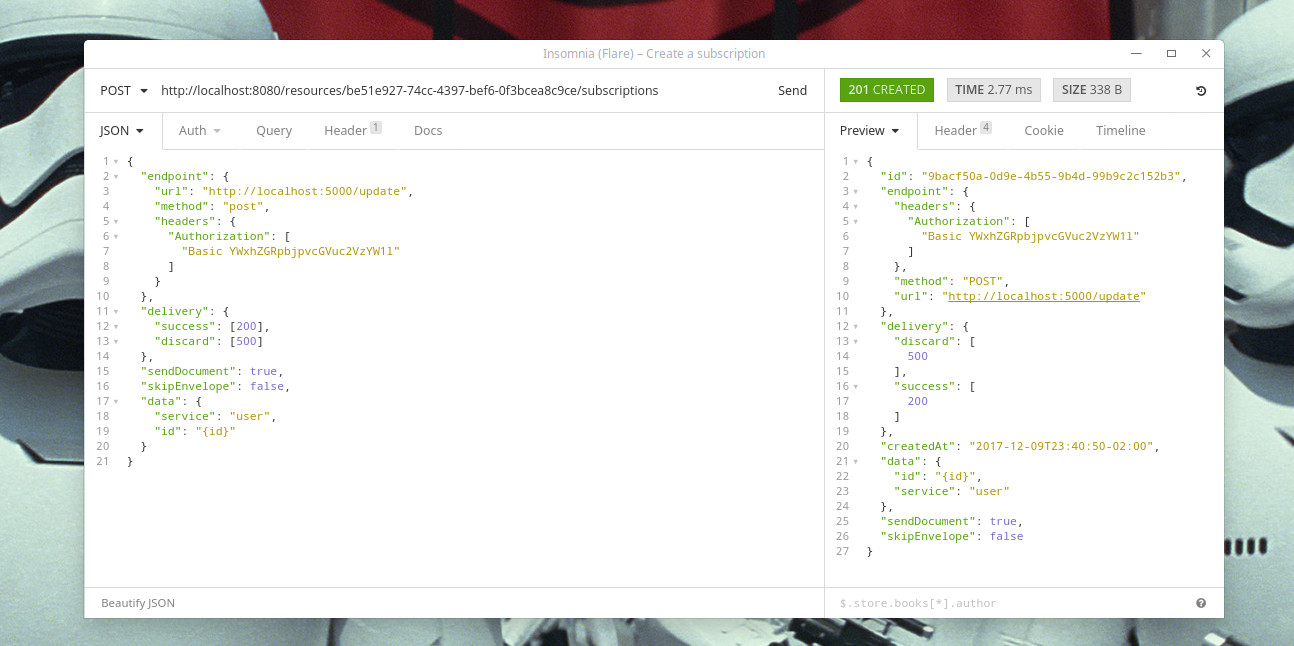 Insomnia (Flare) – Create a subscription
POST http://localhost:8080/resources/be51e927-74cc-4397-bef6-0f3bcea8c9ce/subscriptions Send
201 CREATED TIME 2.77 ms SIZE 338 B
JSON Auth Query Header 1 Docs
1 {
2 "endpoint": {
3 "url": "http://localhost:5000/update",
4 "method": "post",
5 "headers": {
6 "Authorization": [
7 "Basic YWxhZGRpbjpvcGVuc2VzYW1l"
8 ]
9 }
10 },
11 "delivery": {
12 "success": [200],
13 "discard": [500]
14 },
15 "sendDocument": true,
16 "skipEnvelope": false,
17 "data": {
18 "service": "user",
19 "id": "{id}"
20 }
21 }
Beautify JSON
Preview Header 4 Cookie Timeline
1 {
2 "id": "9bacf50a-0d9e-4b55-9b4d-99b9c2c152b3",
3 "endpoint": {
4 "headers": {
5 "Authorization": [
6 "Basic YWxhZGRpbjpvcGVuc2VzYW1l"
7 ]
8 },
9 "method": "POST",
10 "url": "http://localhost:5000/update"
11 },
12 "delivery": {
13 "discard": [
14 500
15 ],
16 "success": [
17 200
18 ]
19 },
20 "createdAt": "2017-12-09T23:40:50-02:00",
21 "data": {
22 "id": "{id}",
23 "service": "user"
24 },
25 "sendDocument": true,
26 "skipEnvelope": false
27 }
$.store.books[*].author